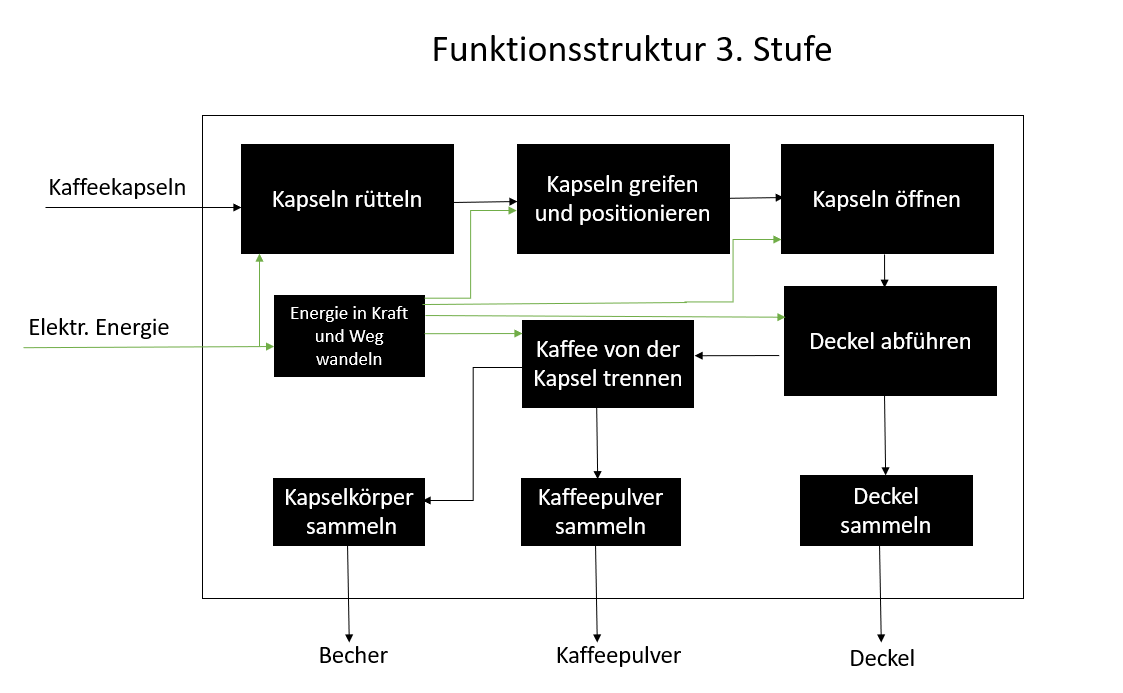 Funktionsstruktur 3. Stufe
Kaffeekapseln
Kapseln rütteln
Kapseln greifen
und positionieren
Kapseln öffnen
Elektr. Energie
Energie in Kraft
und Weg
wandeln
Kaffee von der
Kapsel trennen
Deckel abführen
Kapselkörper
sammeln
Kaffeepulver
sammeln
Deckel
sammeln
Becher
Kaffeepulver
Deckel